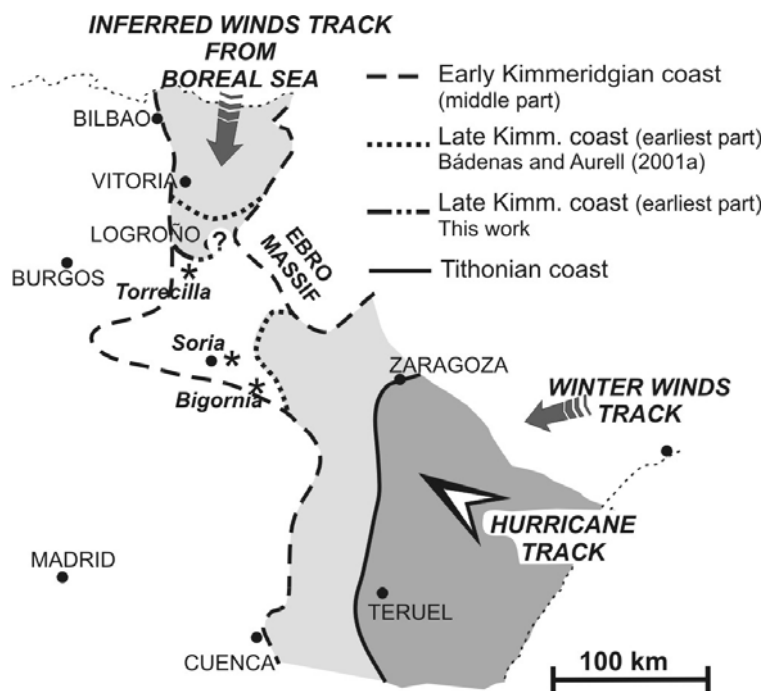 INFERRED WINDS TRACK
FROM
BOREAL SEA
Early Kimmeridgian coast
(middle part)
Late Kimm. coast (earliest part)
Bádenas and Aurell (2001a)
Late Kimm. coast (earliest part)
This work
Tithonian coast
BILBAO
VITORIA
LOGROÑO
?
BURGOS
Torrecilla
*
EBRO
MASSIF
Soria
*
Bigornia
*
ZARAGOZA
WINTER WINDS
TRACK
HURRICANE
TRACK
MADRID
TERUEL
CUENCA
100 km